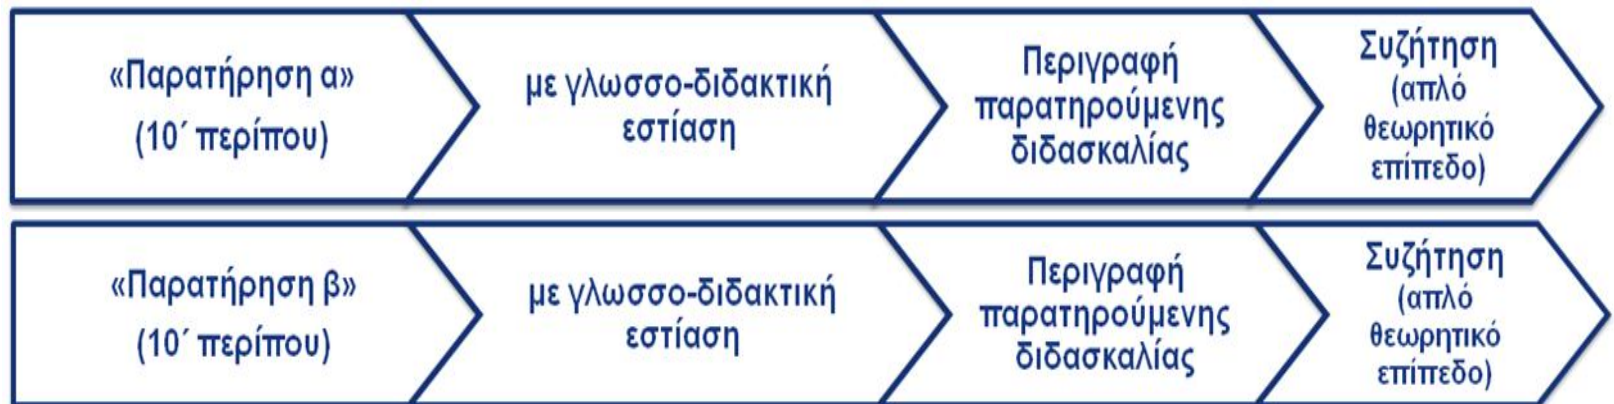 «Παρατήρηση α»
(10΄ περίπου)
με γλωσσο-διδακτική
εστίαση
Περιγραφή
παρατηρούμενης
διδασκαλίας
Συζήτηση
(απλό
θεωρητικό
επίπεδο)
«Παρατήρηση β»
(10΄ περίπου)
με γλωσσο-διδακτική
εστίαση
Περιγραφή
παρατηρούμενης
διδασκαλίας
Συζήτηση
(απλό
θεωρητικό
επίπεδο)